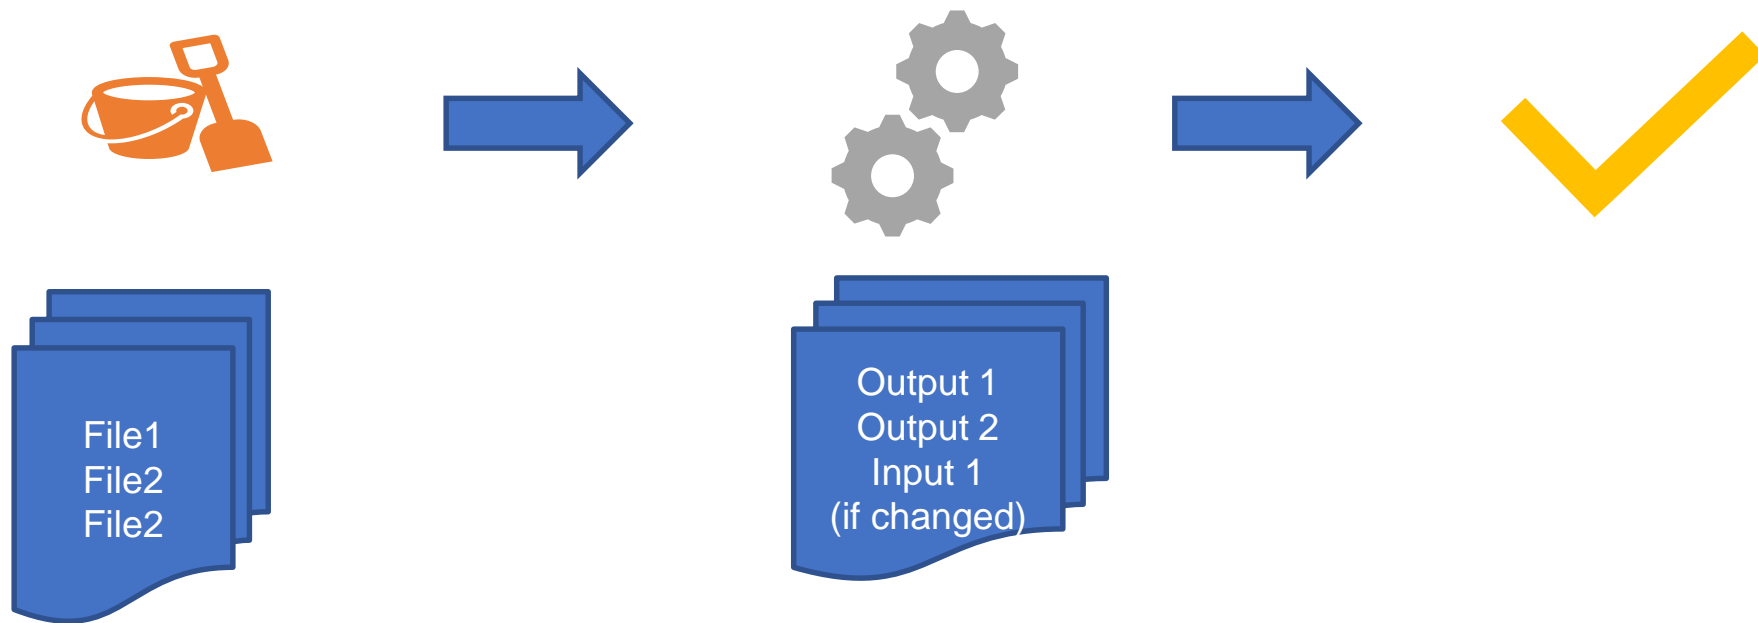 File1
File2
File2
Output 1
Output 2
Input 1
(if changed)